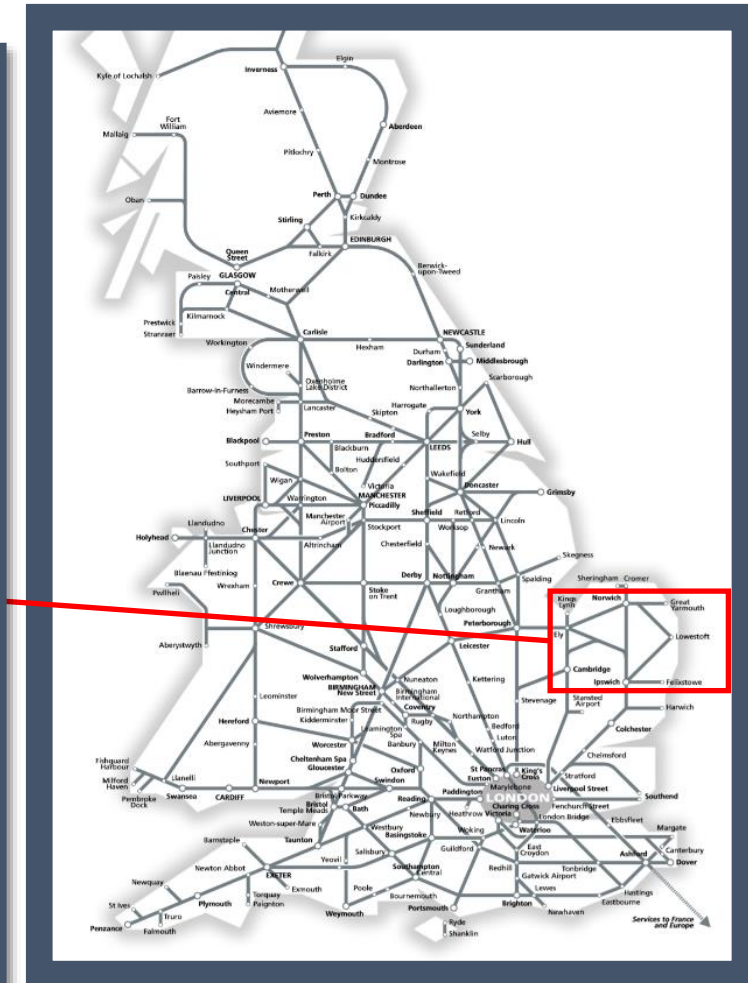 Elgin
Inverness
Kyle of Lochalsh
Aviemore
Fort
William
Mallaig
Aberdeen
Pitlochry
Montrose
Perth
Dundee
Oban
Stirling
Kirkcaldy
Queen
Street
EDINBURGH
Falkirk
Berwick-
upon-Tweed
GLASGOW
Paisley
Central
Motherwell
Prestwick
Kilmarnock
Stranraer
Carlisle
NEWCASTLE
Workington
Hexham
Sunderland
Durham
Windermere
Darlington
Middlesbrough
Oxenholme
Lake District
Scarborough
Barrow-in-Furness
Northallerton
Morecambe
Heysham Port
Lancaster
Harrogate
York
Skipton
Blackpool
Preston
Bradford
Selby
Blackburn
LEEDS
Hull
Southport
Huddersfield
Bolton
Wigan
Wakefield
Victoria
MANCHESTER
Doncaster
LIVERPOOL
Warrington
Piccadilly
Grimsby
Manchester
Airport
Sheffield
Retford
Llandudno
Stockport
Worksop
Lincoln
Holyhead
Chester
Llandudno
Junction
Altrincham
Chesterfield
Newark
Skegness
Blaenau Ffestiniog
Crewe
Derby
Nottingham
Spalding
Sheringham
Cromer
Pwllheli
Wrexham
Stoke
on Trent
Grantham
Kings
Lynn
Norwich
Great
Yarmouth
Loughborough
Peterborough
Aberystwyth
Shrewsbury
Ely
Lowestoft
Stafford
Leicester
Cambridge
Wolverhampton
Nuneaton
Kettering
Ipswich
Felixstowe
BIRMINGHAM
New Street
Birmingham
International
Leominster
Stevenage
Stansted
Airport
Harwich
Birmingham Moor Street
Coventry
Kidderminster
Rugby
Northampton
Hereford
Leamington
Spa
Bedford
Colchester
Worcester
Banbury
Milton
Keynes
Luton
Abergavenny
Cheltenham Spa
Watford Junction
Chelmsford
Fishguard
Harbour
Gloucester
Oxford
St Pancras
King's
Cross
Euston
Stratford
Milford
Haven
Llanelli
Swindon
Marylebone
Liverpool Street
Pembroke
Dock
Swansea
CARDIFF
Newport
Bristol Parkway
Paddington
LONDON
Southend
Bristol
Temple Meads
Bath
Reading
Charing Cross
Fenchurch Street
Newbury
Heathrow
Victoria
London Bridge
Ebbsfleet
Weston-super-Mare
Waterloo
Margate
Barnstaple
Taunton
Westbury
Basingstoke
Woking
East
Croydon
Canterbury
Salisbury
Guildford
Ashford
Newton Abbot
Yeovil
Southampton
Central
Redhill
Tonbridge
Dover
Newquay
EXETER
Gatwick Airport
Exmouth
Poole
Lewes
Hastings
St Ives
Plymouth
Torquay
Paignton
Bournemouth
Eastbourne
Truro
Weymouth
Portsmouth
Brighton
Newhaven
Penzance
Falmouth
Ryde
Shanklin
Services to France
and Europe